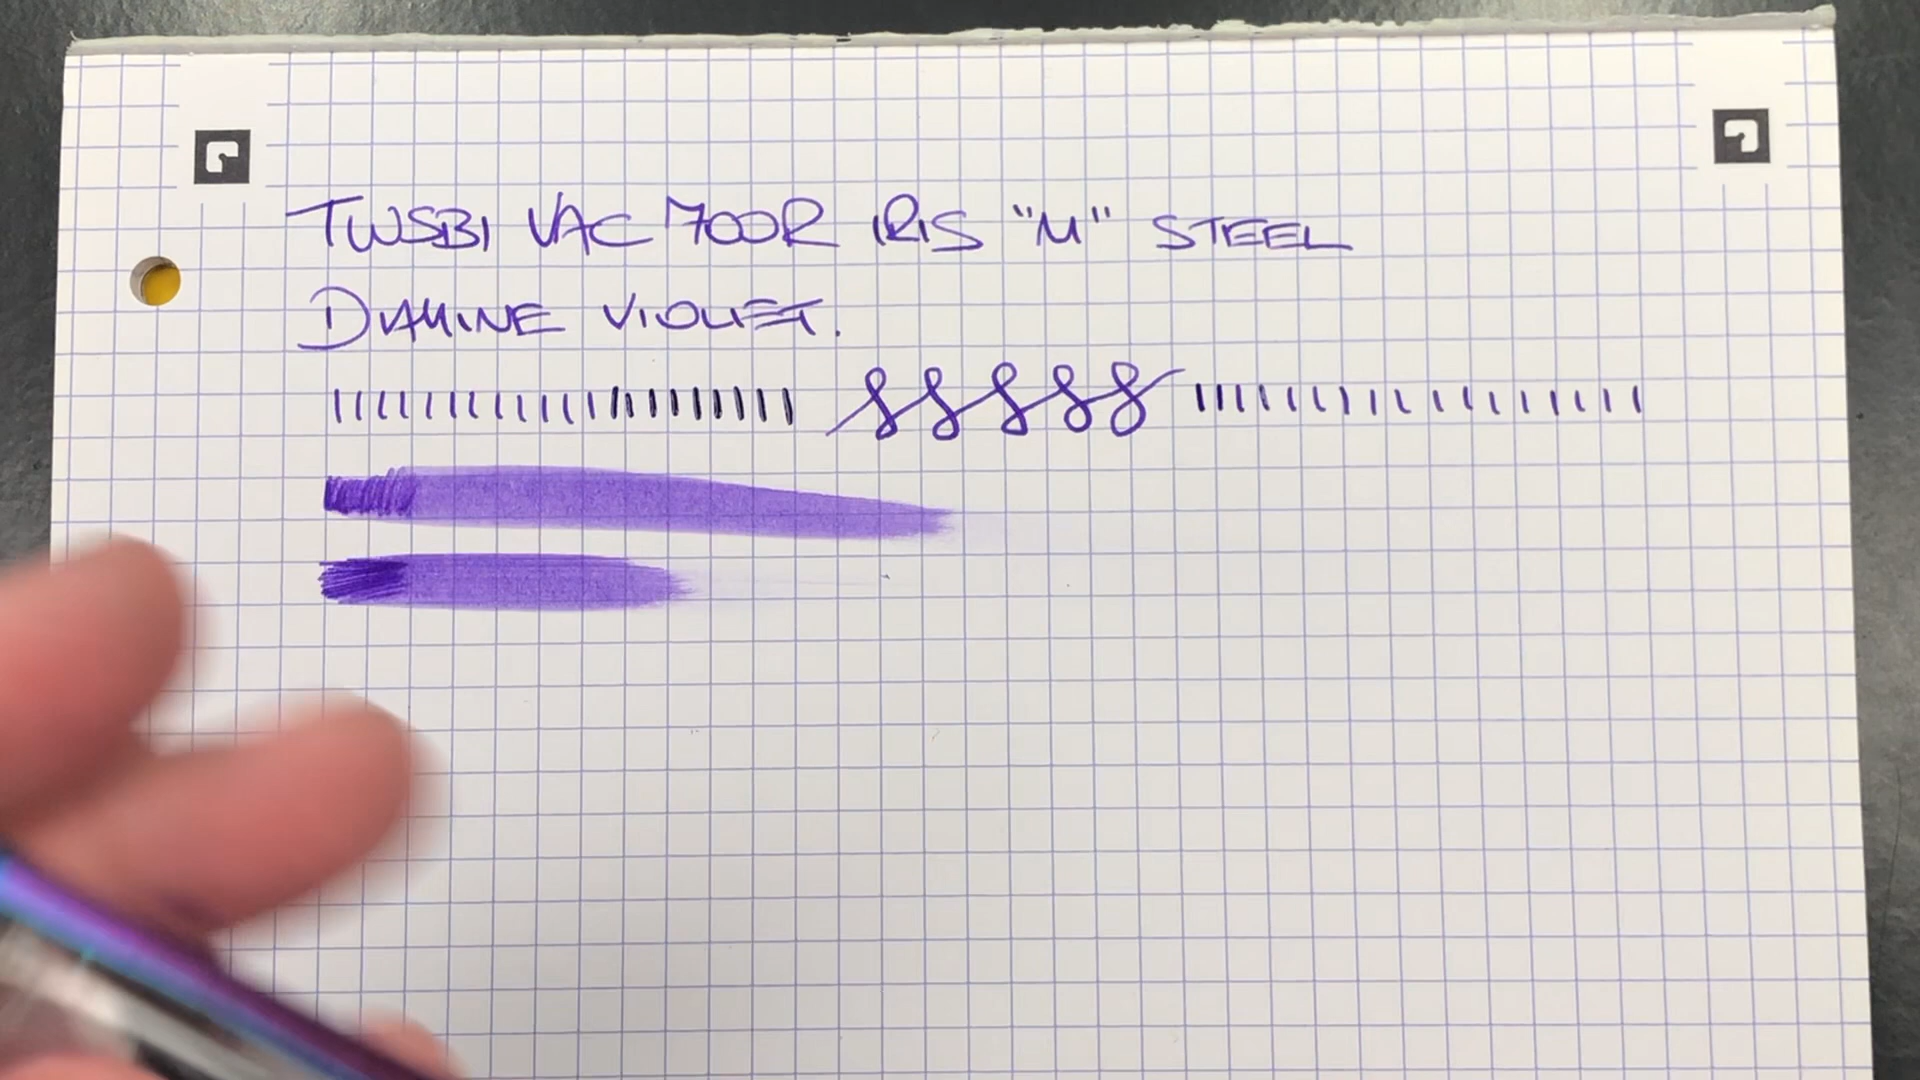 TWSBI VAC 700R IRIS "M" STEEL
DIAMINE VIOLET.